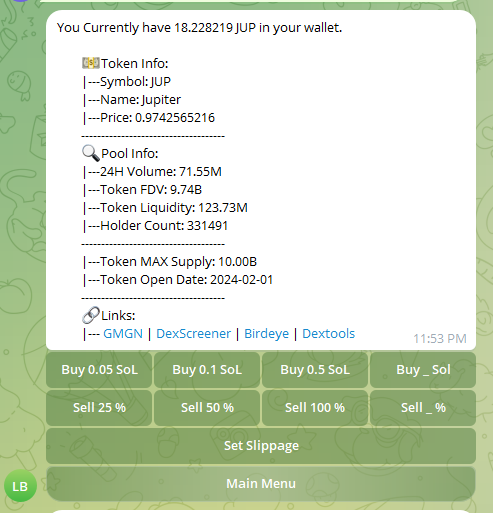 You Currently have 18.228219 JUP in your wallet.
💵Token Info:
|---Symbol: JUP
|---Name: Jupiter
|---Price: 0.9742565216
------------------------------------
🔍Pool Info:
|---24H Volume: 71.55M
|---Token FDV: 9.74B
|---Token Liquidity: 123.73M
|---Holder Count: 331491
------------------------------------
|---Token MAX Supply: 10.00B
|---Token Open Date: 2024-02-01
------------------------------------
🔗Links:
|--- GMGN | DexScreener | Birdeye | Dextools
11:53 PM
Buy 0.05 SoL
Buy 0.1 SoL
Buy 0.5 SoL
Buy _ Sol
Sell 25 %
Sell 50 %
Sell 100 %
Sell _ %
Set Slippage
Main Menu
LB